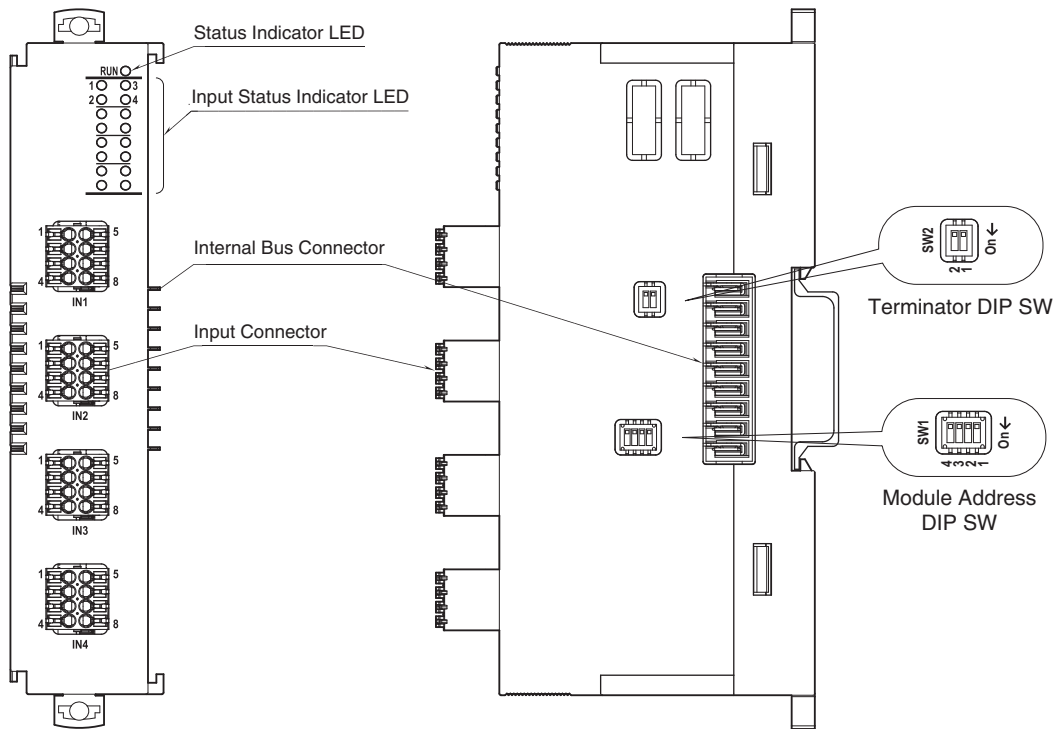 Status Indicator LED
RUN
1 3
2 4
Input Status Indicator LED
1 5
4 8
IN1
Internal Bus Connector
Input Connector
1 5
4 8
IN2
1 5
4 8
IN3
1 5
4 8
IN4
SW2
2 1
On ↓
Terminator DIP SW
SW1
4 3 2 1
On ↓
Module Address
DIP SW